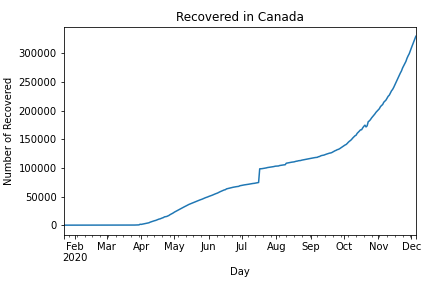 Recovered in Canada
Number of Recovered
300000
250000
200000
150000
100000
50000
0
Feb Mar Apr May Jun Jul Aug Sep Oct Nov Dec
2020
Day